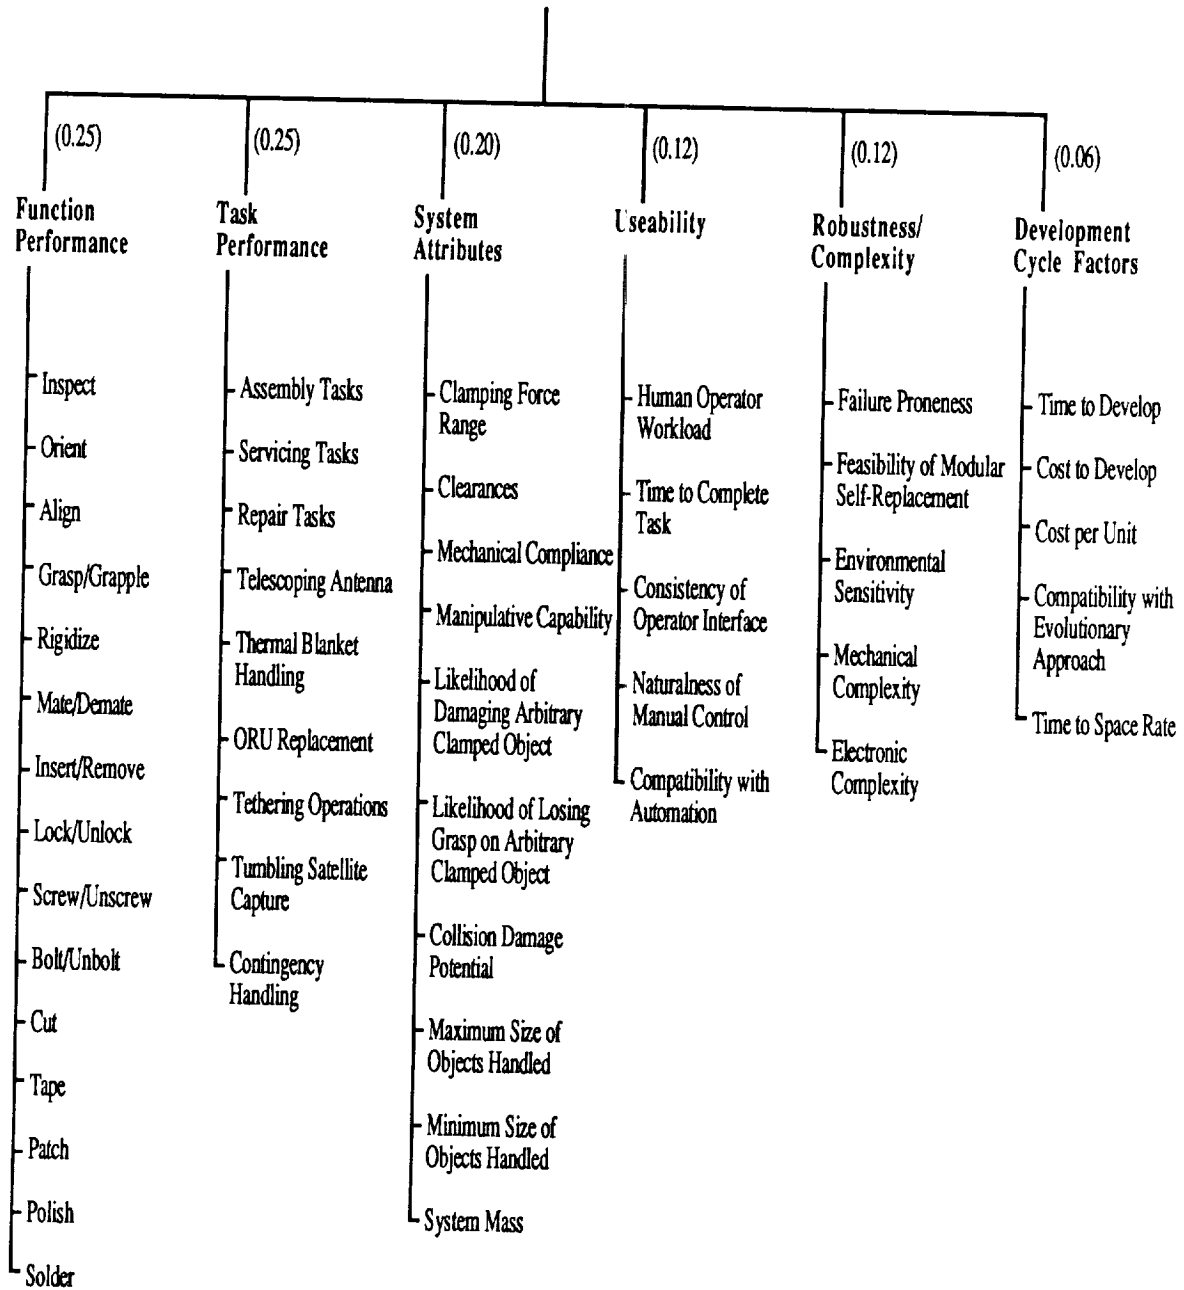 (0.25)
Function
Performance
Inspect
Orient
Align
Grasp/Grapple
Rigidize
Mate/Demate
Insert/Remove
Lock/Unlock
Screw/Unscrew
Bolt/Unbolt
Cut
Tape
Patch
Polish
Solder
(0.25)
Task
Performance
Assembly Tasks
Servicing Tasks
Repair Tasks
Telescoping Antenna
Thermal Blanket
Handling
ORU Replacement
Tethering Operations
Tumbling Satellite
Capture
Contingency
Handling
(0.20)
System
Attributes
Clamping Force
Range
Clearances
Mechanical Compliance
Manipulative Capability
Likelihood of
Damaging Arbitrary
Clamped Object
Likelihood of Losing
Grasp on Arbitrary
Clamped Object
Collision Damage
Potential
Maximum Size of
Objects Handled
Minimum Size of
Objects Handled
System Mass
(0.12)
Useability
Human Operator
Workload
Time to Complete
Task
Consistency of
Operator Interface
Naturalness of
Manual Control
Compatibility with
Automation
(0.12)
Robustness/
Complexity
Failure Proneness
Feasibility of Modular
Self-Replacement
Environmental
Sensitivity
Mechanical
Complexity
Electronic
Complexity
(0.06)
Development
Cycle Factors
Time to Develop
Cost to Develop
Cost per Unit
Compatibility with
Evolutionary
Approach
Time to Space Rate